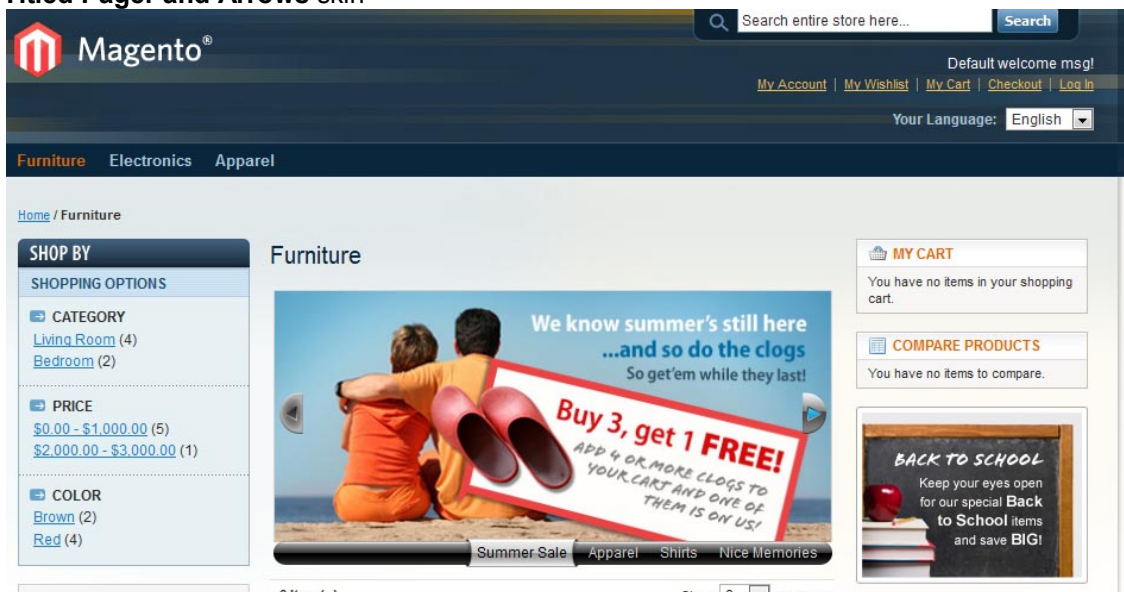 Titled Pager and Arrows skin
Magento®
Search entire store here...
Search
Default welcome msg!
My Account | My Wishlist | My Cart | Checkout | Log In
Your Language: English
Furniture Electronics Apparel
Home / Furniture
SHOP BY
SHOPPING OPTIONS
CATEGORY
Living Room (4)
Bedroom (2)
PRICE
$0.00 - $1,000.00 (5)
$2,000.00 - $3,000.00 (1)
COLOR
Brown (2)
Red (4)
Furniture
We know summer's still here
...and so do the clogs
So get'em while they last!
Buy 3, get 1 FREE!
ADD 4 OR MORE CLOGS TO
YOUR CART AND ONE OF
THEM IS ON US!
Summer Sale Apparel Shirts Nice Memories
MY CART
You have no items in your shopping
cart.
COMPARE PRODUCTS
You have no items to compare.
BACK TO SCHOOL
Keep your eyes open
for our special Back
to School items
and save BIG!